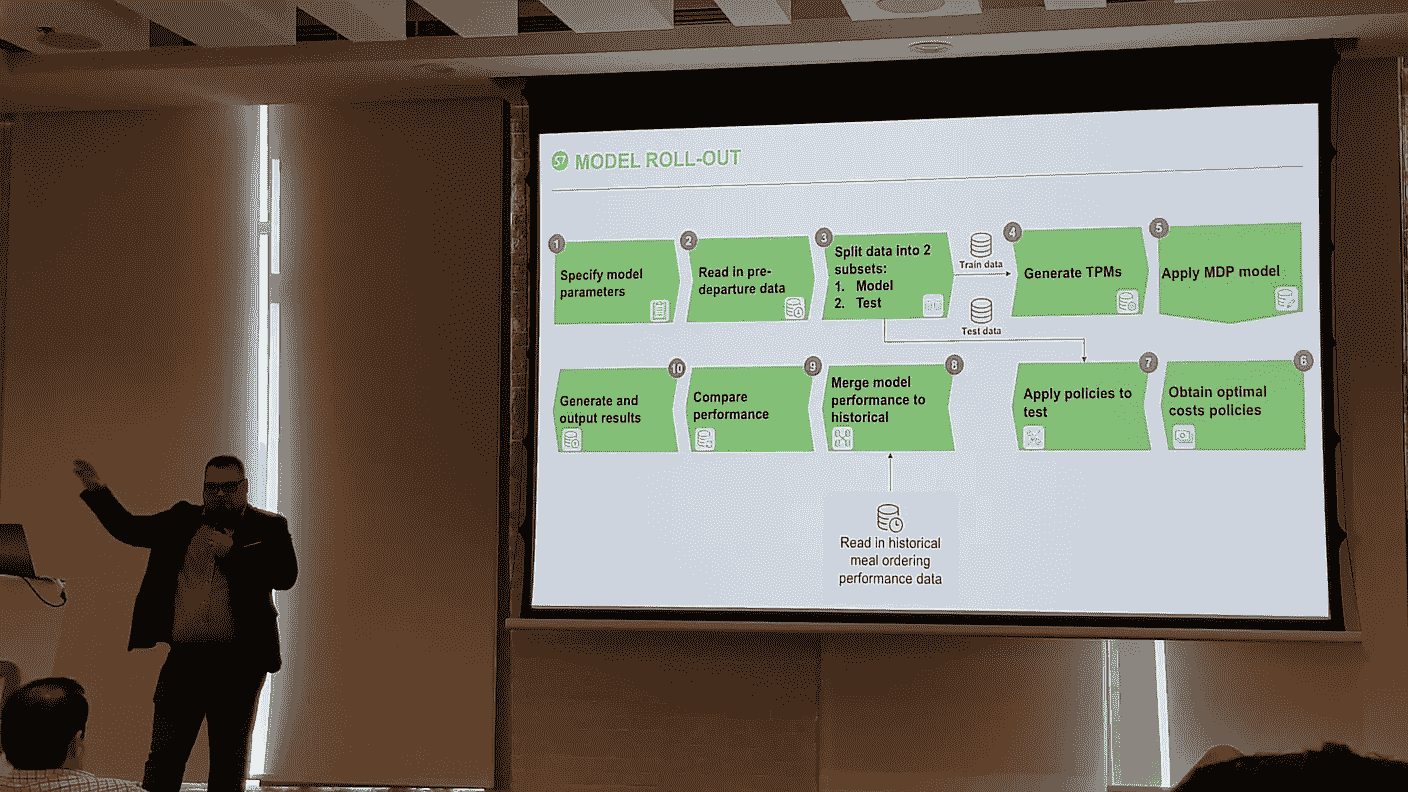 MODEL ROLL-OUT
1
Specify model
parameters
2
Read in pre-
departure data
3
Split data into 2
subsets:
1. Model
2. Test
Train data
Test data
4
Generate TPMs
5
Apply MDP model
6
Obtain optimal
costs policies
7
Apply policies to
test
8
Merge model
performance to
historical
9
Compare
performance
10
Generate and
output results
Read in historical
meal ordering
performance data